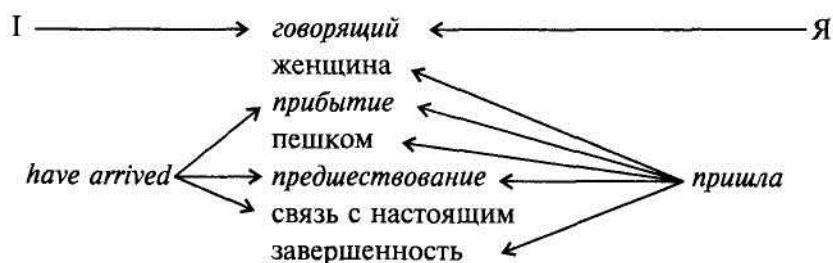 I говорящий Я
женщина
прибытие
пешком
have arrived предшествование пришла
связь с настоящим
завершенность